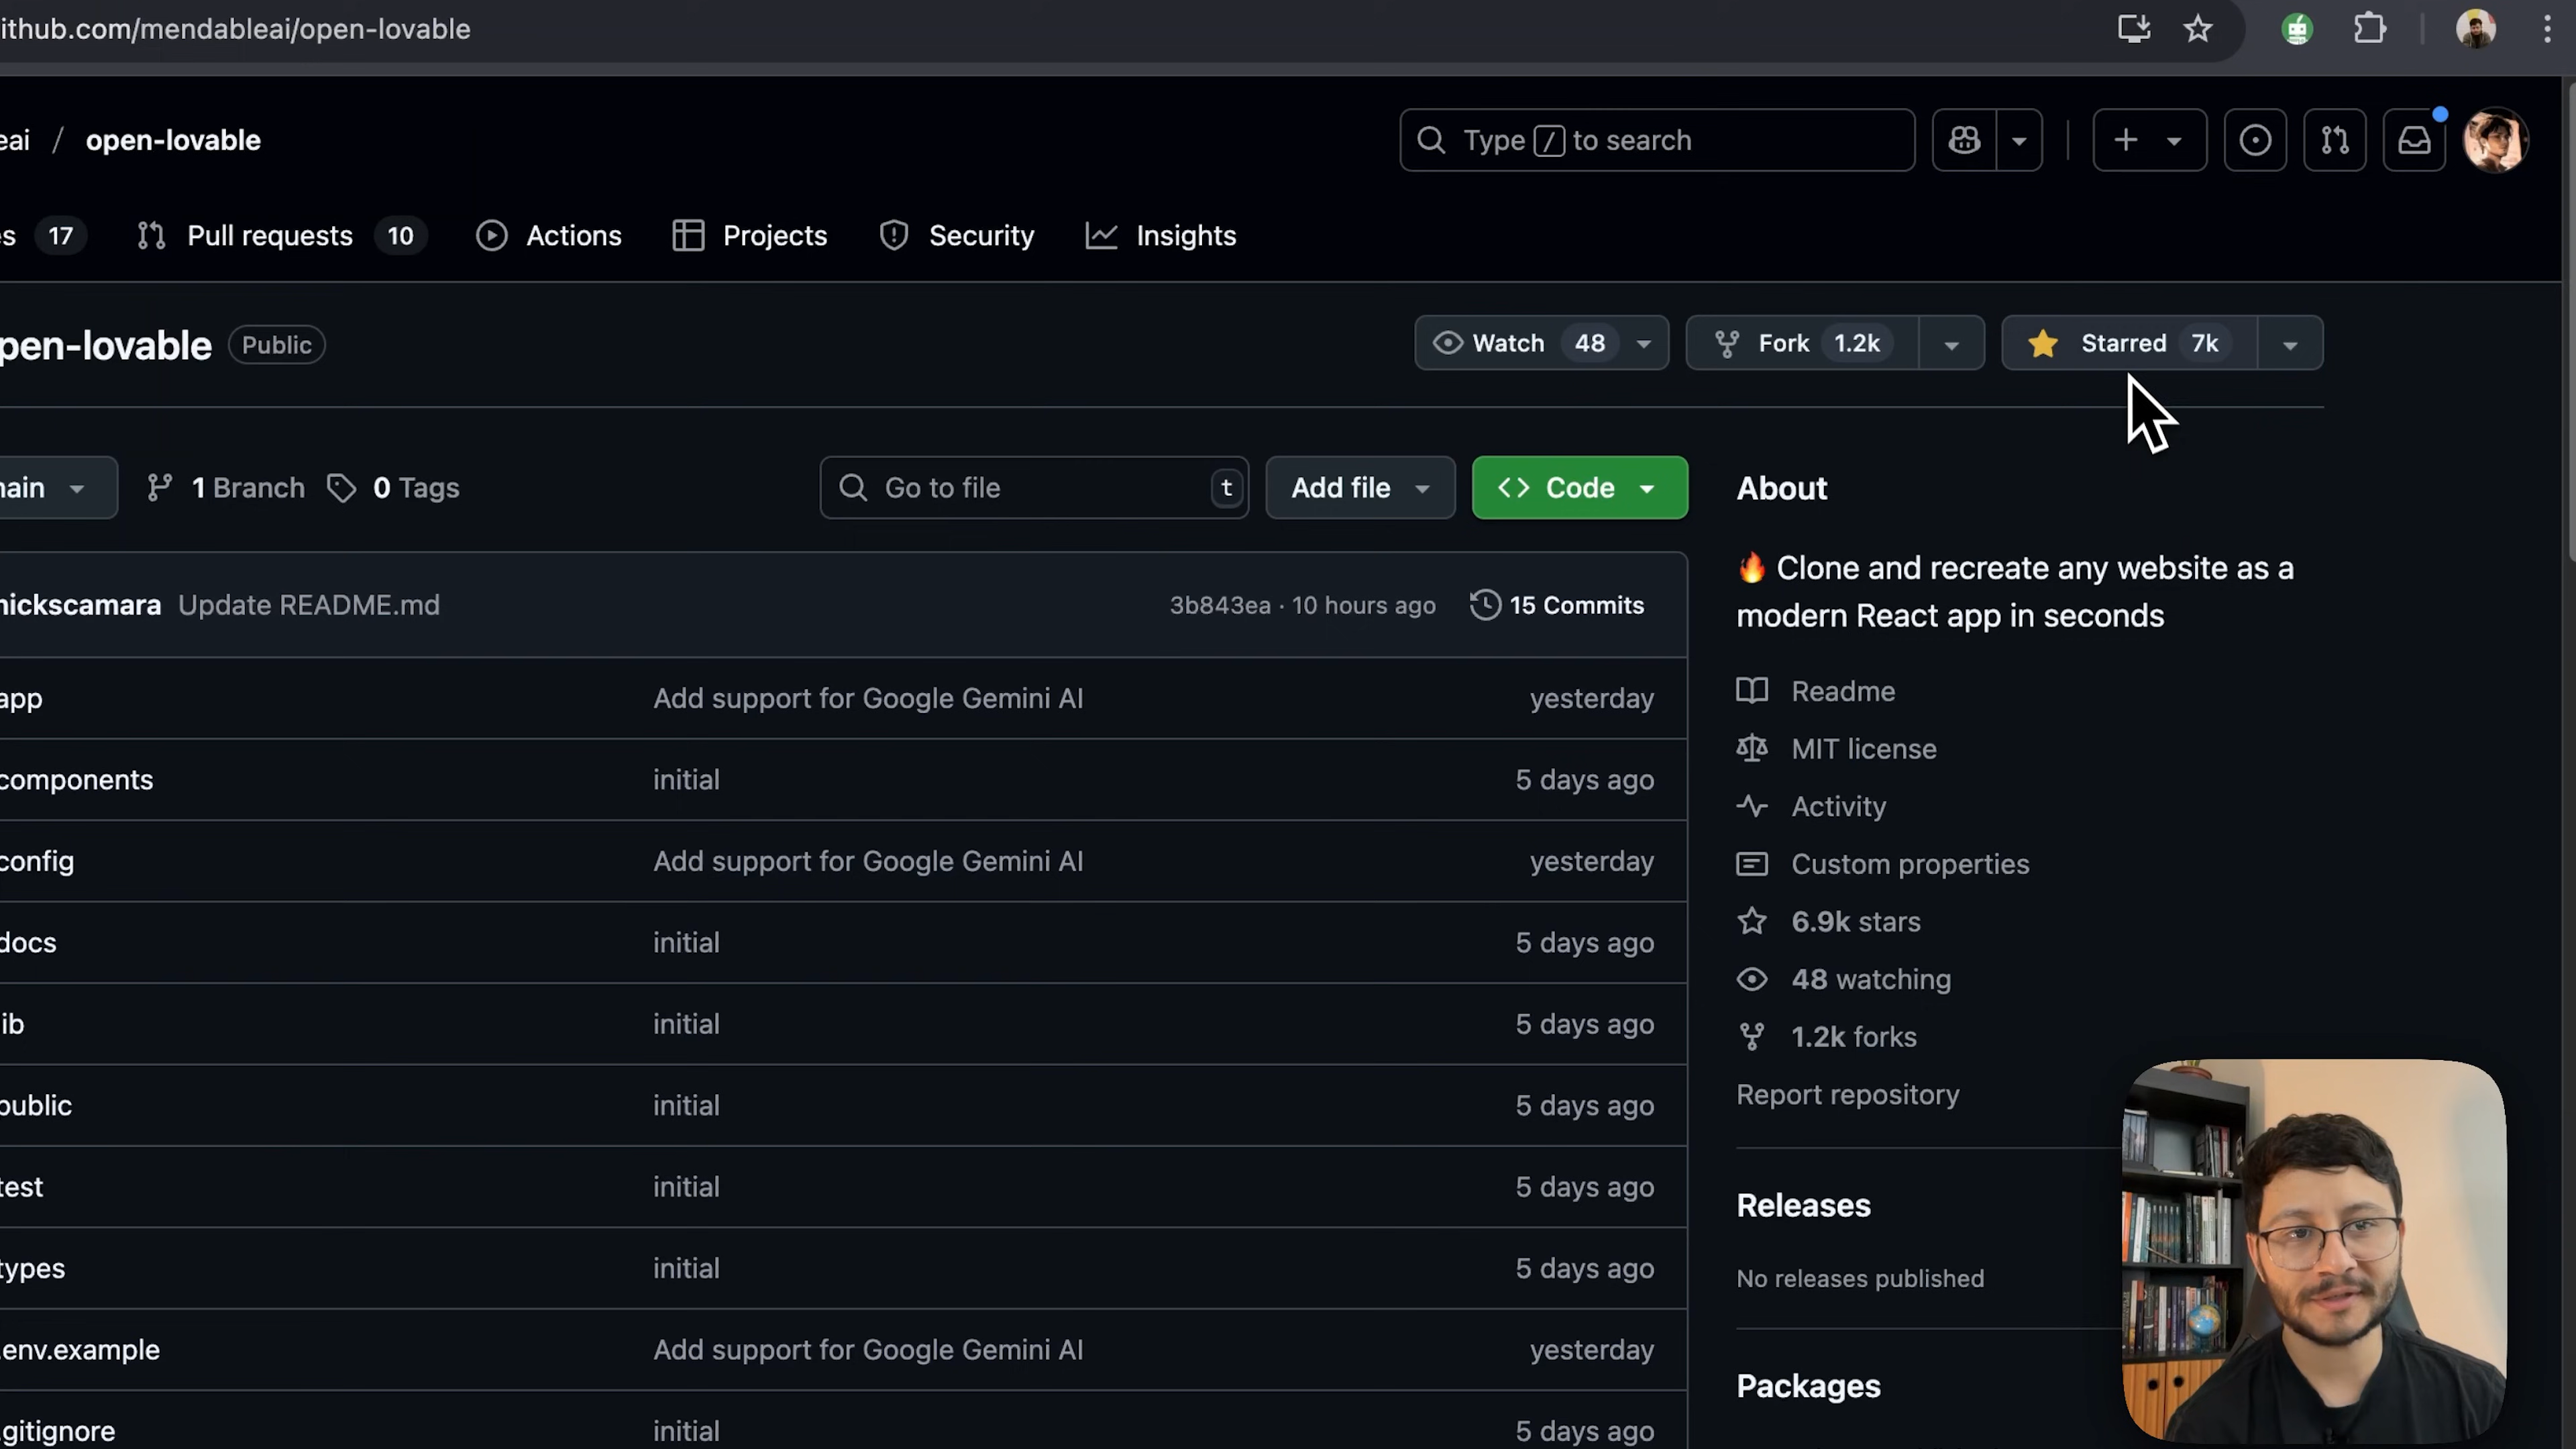 ithub.com/mendableai/open-lovable
eai / open-lovable
Type / to search
s 17 Pull requests 10 Actions Projects Security Insights
pen-lovable Public
Watch 48 Fork 1.2k Starred 7k
nain 1 Branch 0 Tags
Go to file t Add file <> Code
About
🔥 Clone and recreate any website as a
modern React app in seconds
nickscamara Update README.md 3b843ea · 10 hours ago 15 Commits
app Add support for Google Gemini AI yesterday
components initial 5 days ago
config Add support for Google Gemini AI yesterday
docs initial 5 days ago
ib initial 5 days ago
public initial 5 days ago
test initial 5 days ago
types initial 5 days ago
.env.example Add support for Google Gemini AI yesterday
.gitignore initial 5 days ago
Readme
MIT license
Activity
Custom properties
6.9k stars
48 watching
1.2k forks
Report repository
Releases
No releases published
Packages